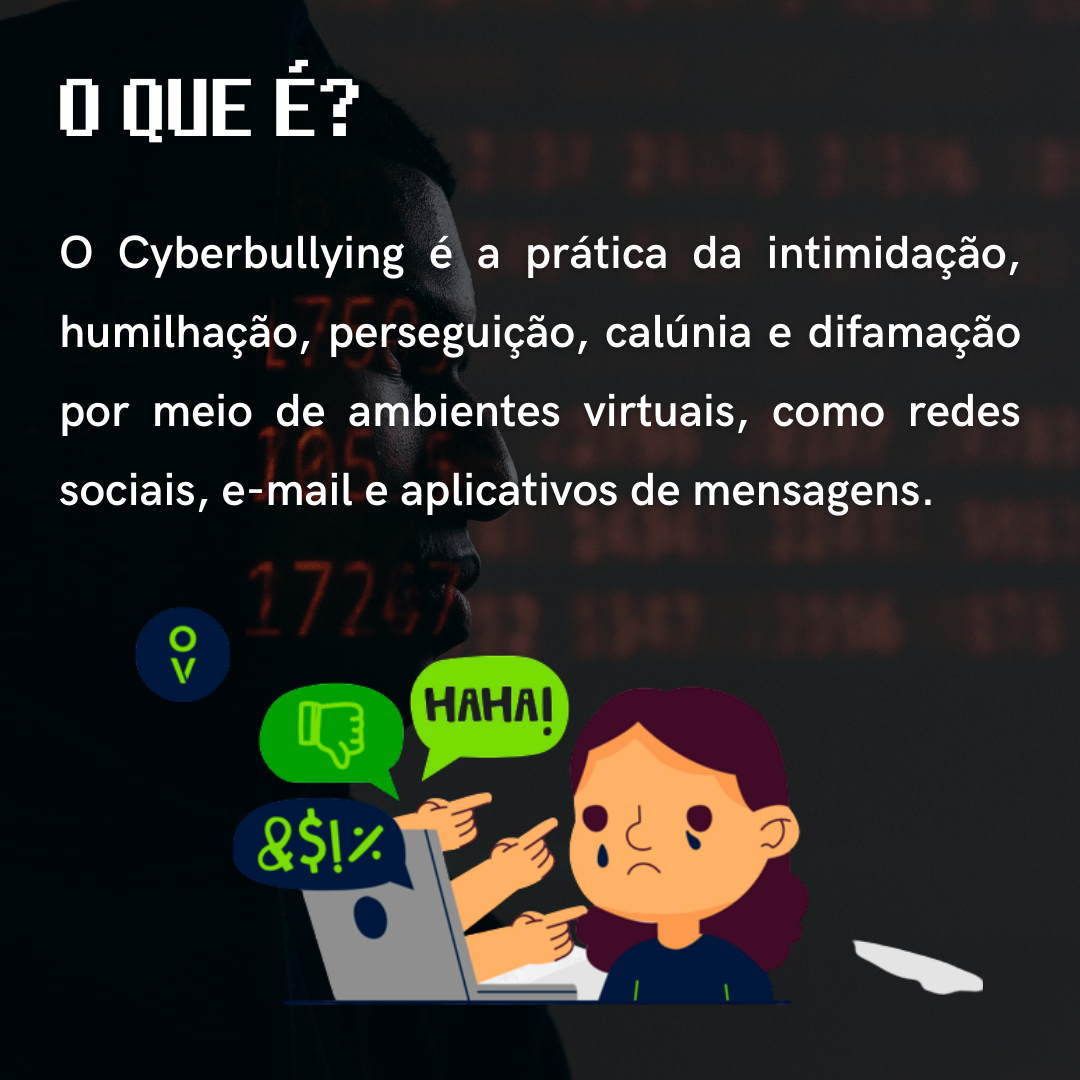 O QUE É?
O Cyberbullying é a prática da intimidação,
humilhação, perseguição, calúnia e difamação
por meio de ambientes virtuais, como redes
sociais, e-mail e aplicativos de mensagens.
O
V
HAHA!
&$!%